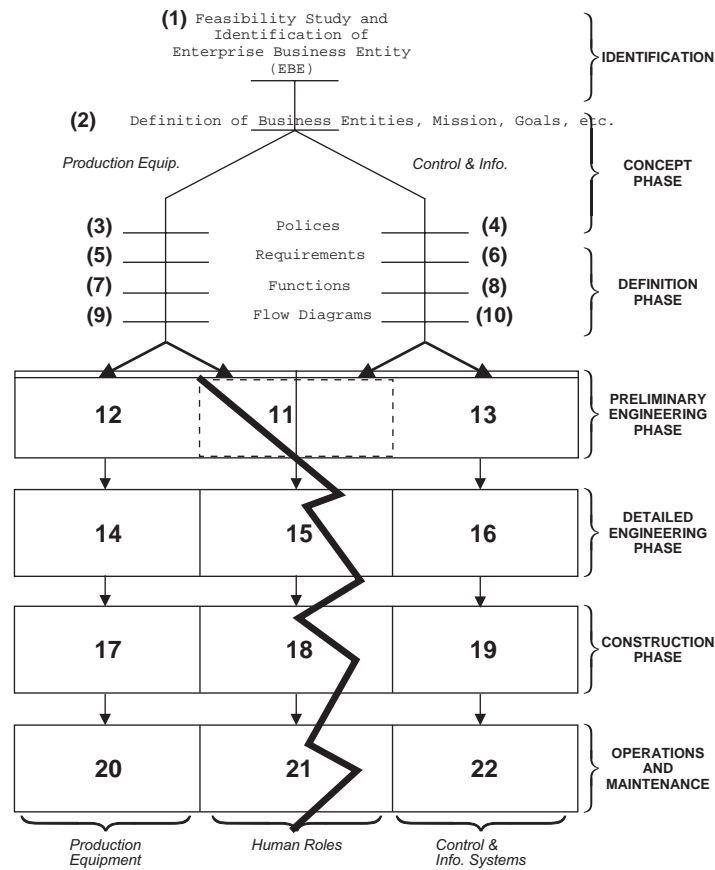 (1) Feasibility Study and
Identification of
Enterprise Business Entity
(EBE)
IDENTIFICATION
(2) Definition of Business Entities, Mission, Goals, etc.
Production Equip.
Control & Info.
CONCEPT
PHASE
(3) Polices (4)
(5) Requirements (6)
(7) Functions (8)
(9) Flow Diagrams (10)
DEFINITION
PHASE
12 11 13
PRELIMINARY
ENGINEERING
PHASE
14 15 16
DETAILED
ENGINEERING
PHASE
17 18 19
CONSTRUCTION
PHASE
20 21 22
OPERATIONS
AND
MAINTENANCE
Production
Equipment
Human Roles
Control &
Info. Systems